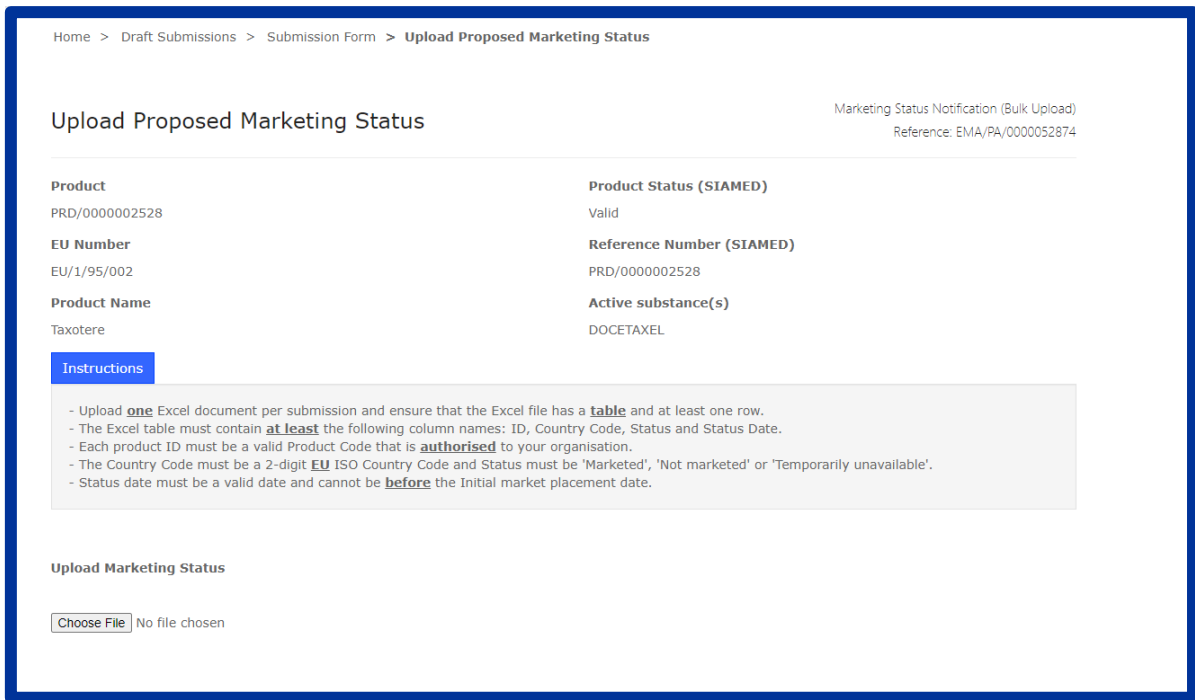 Home > Draft Submissions > Submission Form > Upload Proposed Marketing Status
Upload Proposed Marketing Status
Marketing Status Notification (Bulk Upload)
Reference: EMA/PA/0000052874
Product
PRD/0000002528
Product Status (SIAMED)
Valid
EU Number
EU/1/95/002
Reference Number (SIAMED)
PRD/0000002528
Product Name
Taxotere
Active substance(s)
DOCETAXEL
Instructions
- Upload one Excel document per submission and ensure that the Excel file has a table and at least one row.
- The Excel table must contain at least the following column names: ID, Country Code, Status and Status Date.
- Each product ID must be a valid Product Code that is authorised to your organisation.
- The Country Code must be a 2-digit EU ISO Country Code and Status must be 'Marketed', 'Not marketed' or 'Temporarily unavailable'.
- Status date must be a valid date and cannot be before the Initial market placement date.
Upload Marketing Status
Choose File No file chosen